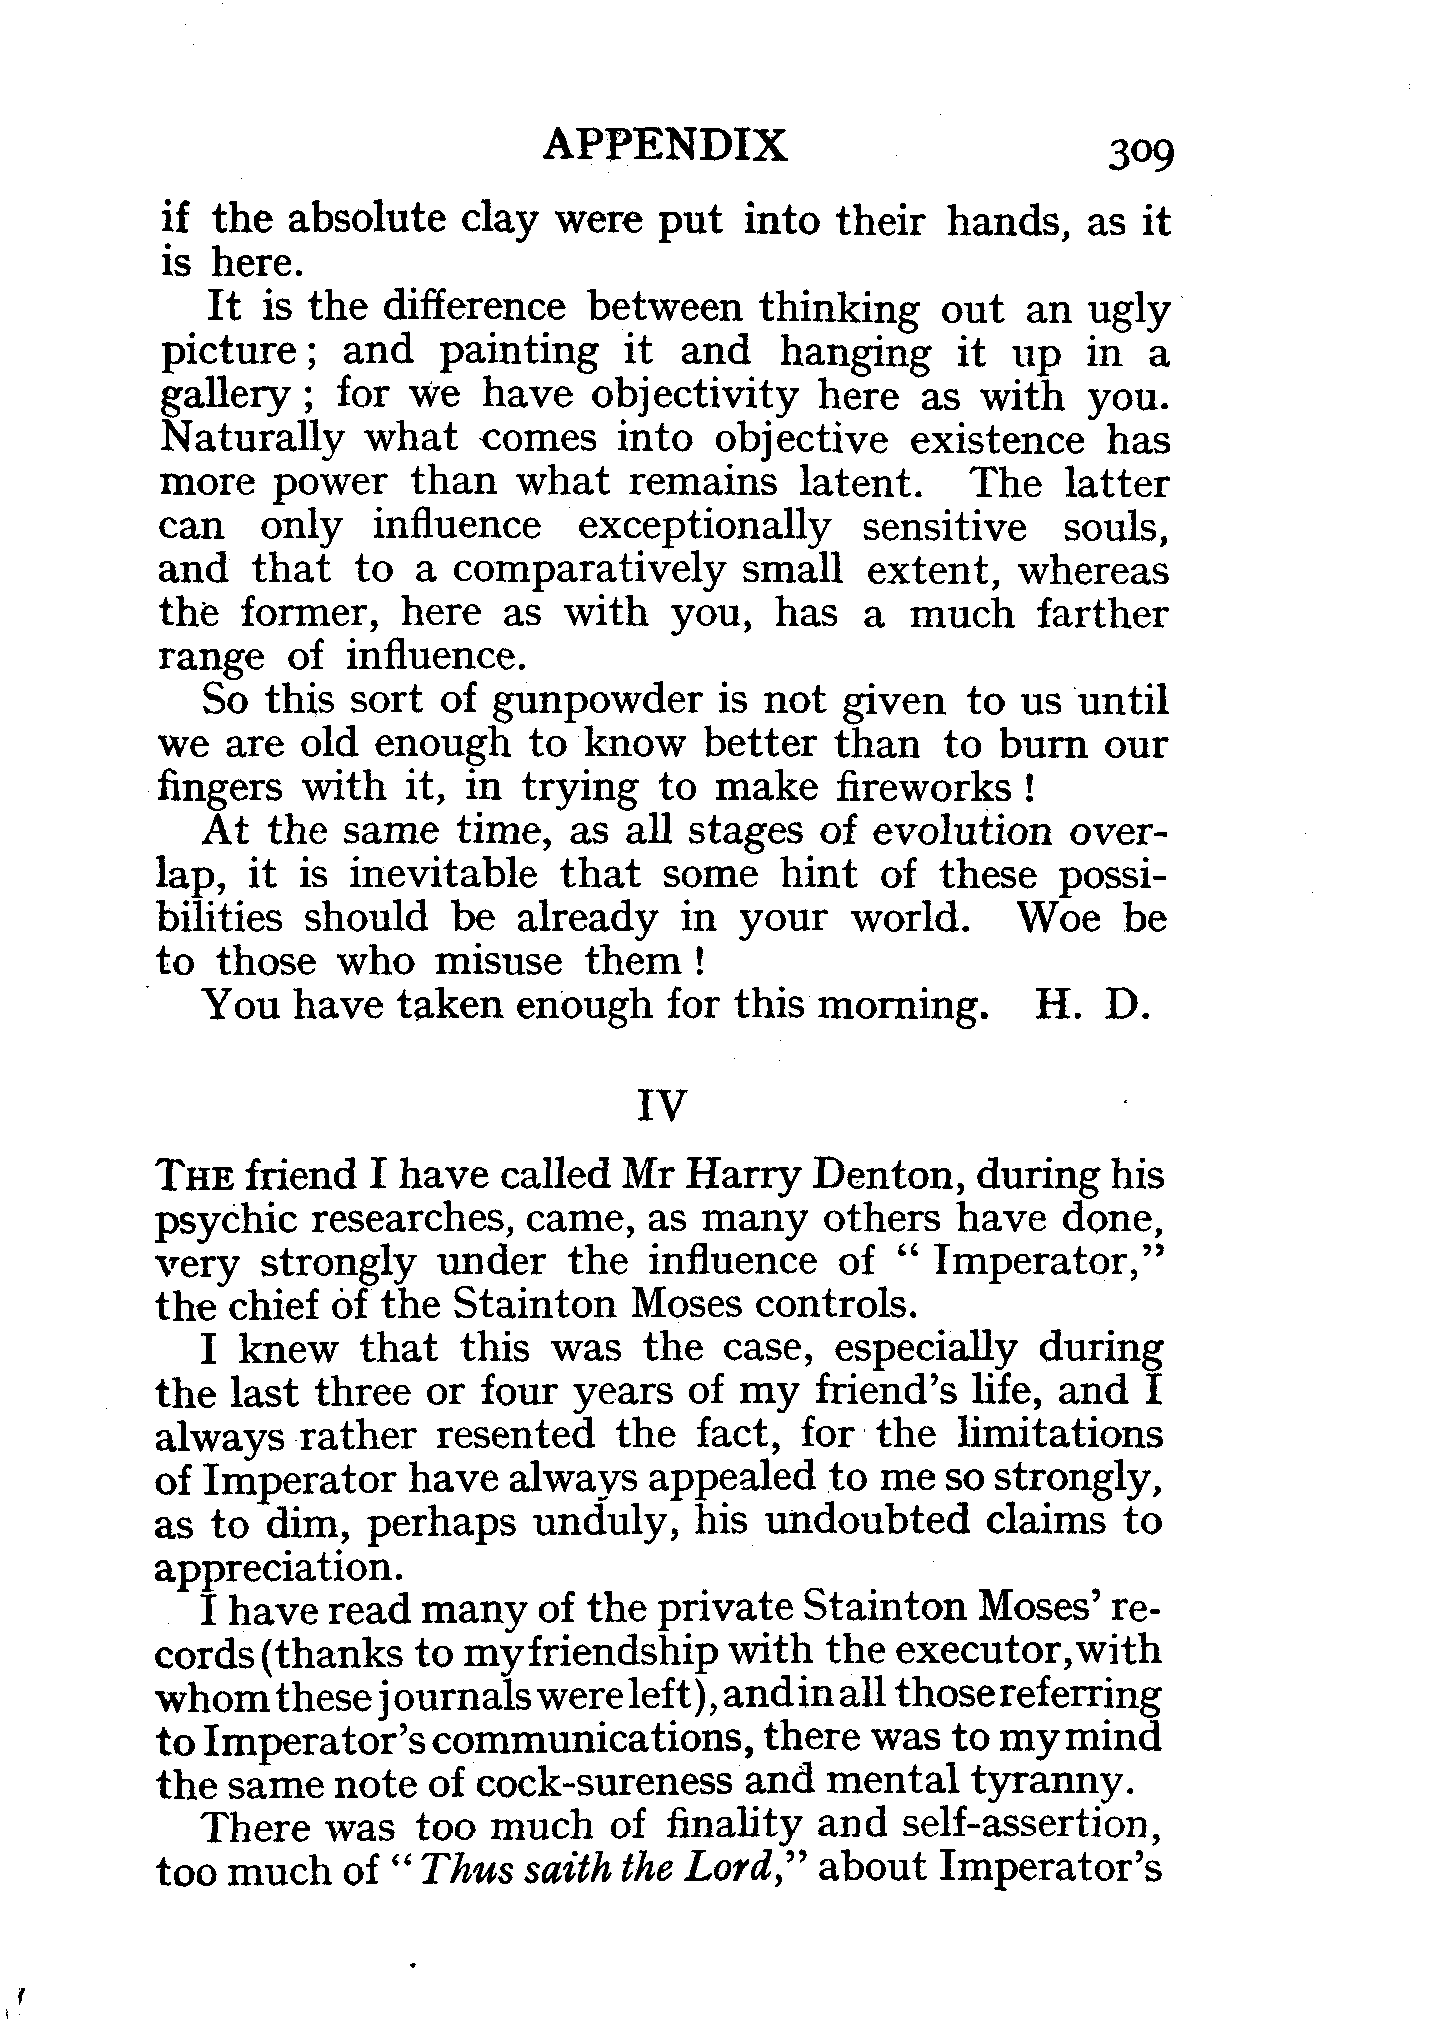 APPENDIX 309
if the absolute clay were put into their hands, as it
is here.
It is the difference between thinking out an ugly
picture ; and painting it and hanging it up in a
gallery ; for we have objectivity here as with you.
Naturally what comes into objective existence has
more power than what remains latent. The latter
can only influence exceptionally sensitive souls,
and that to a comparatively small extent, whereas
the former, here as with you, has a much farther
range of influence.
So this sort of gunpowder is not given to us until
we are old enough to know better than to burn our
fingers with it, in trying to make fireworks !
At the same time, as all stages of evolution over-
lap, it is inevitable that some hint of these possi-
bilities should be already in your world. Woe be
to those who misuse them !
You have taken enough for this morning. H. D.
IV
THE friend I have called Mr Harry Denton, during his
psychic researches, came, as many others have done,
very strongly under the influence of “ Imperator,”
the chief of the Stainton Moses controls.
I knew that this was the case, especially during
the last three or four years of my friend’s life, and I
always rather resented the fact, for the limitations
of Imperator have always appealed to me so strongly,
as to dim, perhaps unduly, his undoubted claims to
appreciation.
I have read many of the private Stainton Moses’ re-
cords (thanks to my friendship with the executor, with
whom these journals were left), and in all those referring
to Imperator’s communications, there was to my mind
the same note of cock-sureness and mental tyranny.
There was too much of finality and self-assertion,
too much of “ Thus saith the Lord,” about Imperator’s